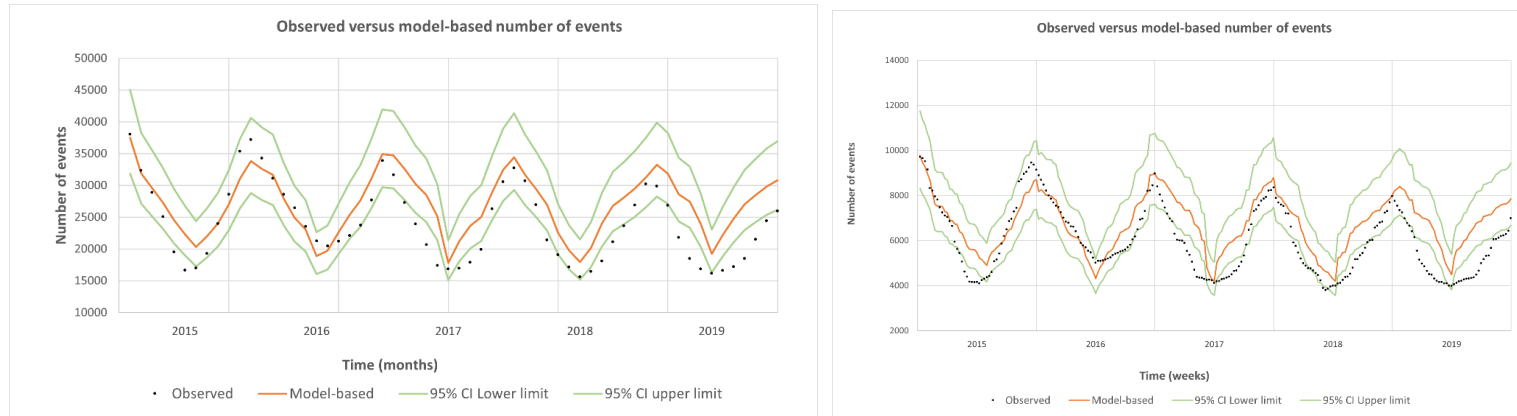 Observed versus model-based number of events
50000
45000
40000
35000
30000
25000
20000
15000
10000
Number of events
2015 2016 2017 2018 2019
Time (months)
Observed Model-based 95% CI Lower limit 95% CI upper limit
Observed versus model-based number of events
14000
12000
10000
8000
6000
4000
2000
Number of events
2015 2016 2017 2018 2019
Time (weeks)
Observed Model-based 95% CI Lower limit 95% CI Upper limit